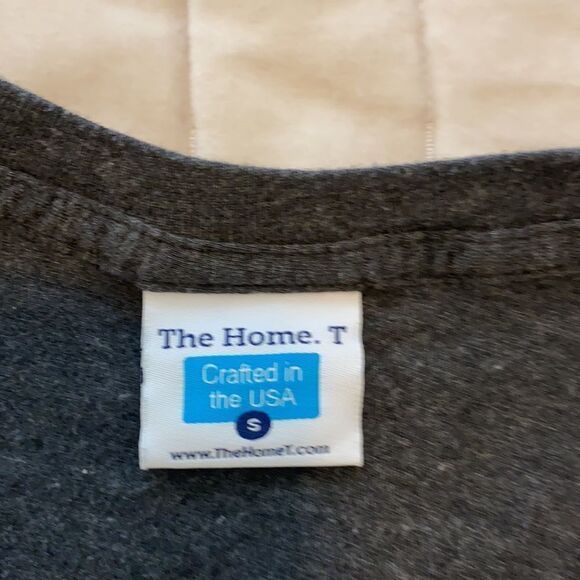 The Home. T
Crafted in
the USA
S
www.TheHomeT.com